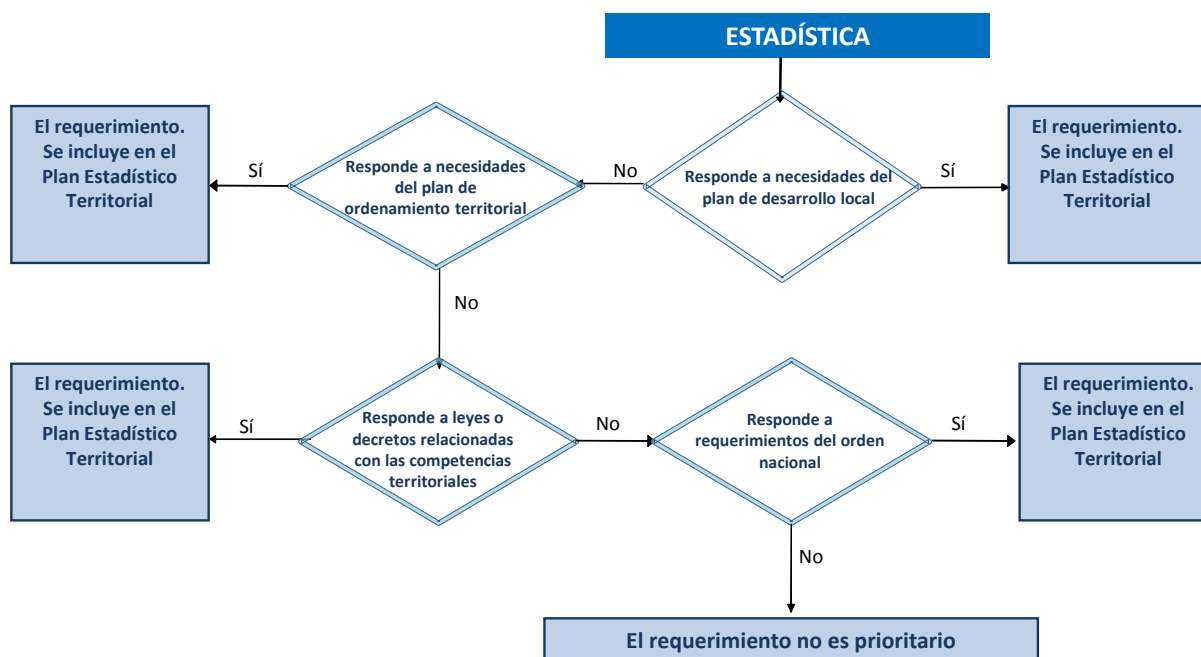 ESTADÍSTICA
Responde a necesidades del
plan de desarrollo local
Sí
El requerimiento.
Se incluye en el
Plan Estadístico
Territorial
No
Responde a necesidades
del plan de
ordenamiento territorial
Sí
El requerimiento.
Se incluye en el
Plan Estadístico
Territorial
No
Responde a leyes o
decretos relacionadas
con las competencias
territoriales
Sí
El requerimiento.
Se incluye en el
Plan Estadístico
Territorial
No
Responde a
requerimientos del orden
nacional
Sí
El requerimiento.
Se incluye en el
Plan Estadístico
Territorial
No
El requerimiento no es prioritario